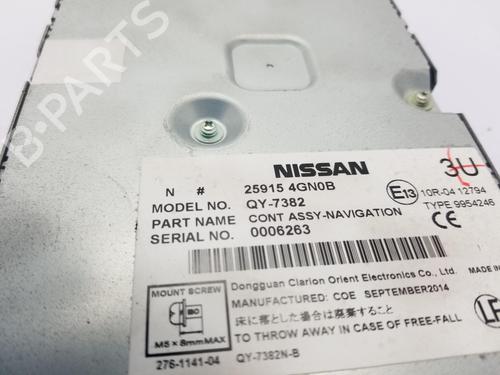 B-PARTS
NISSAN
3U
N # 25915 4GN0B
MODEL NO. QY-7382
PART NAME CONT ASSY-NAVIGATION
SERIAL NO. 0006263
E13
10R-04 12794
TYPE 9954246
CE
MOUNT SCREW
ISO
M5×8mmMAX
276-1141-04
Dongguan Clarion Orient Electronics Co., Ltd.
MADE IN
MANUFACTURED: COE SEPTEMBER2014
床に落とした場合は廃棄すること
TO THROW AWAY IN CASE OF FREE-FALL
QY-7382N-B
LF